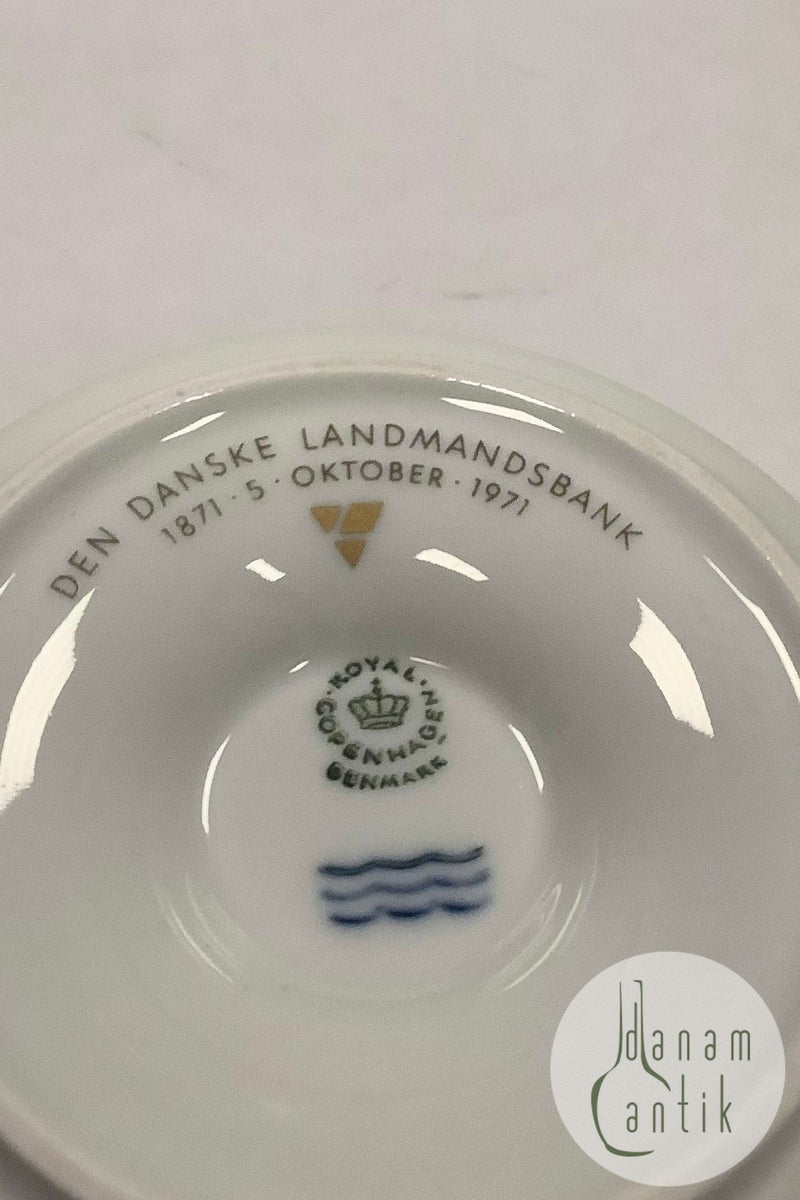 DEN DANSKE LANDMANDSBANK
1871 · 5 · OKTOBER · 1971
· ROYAL ·
COPENHAGEN
DENMARK
danam
antik